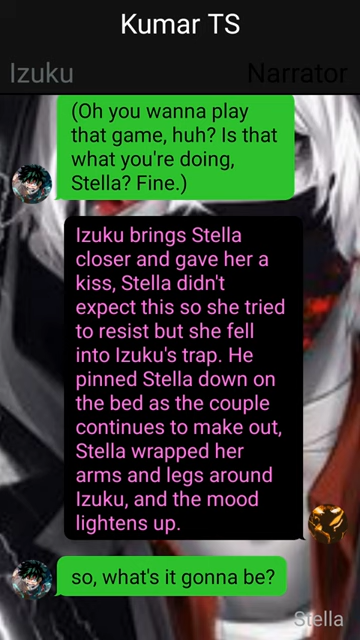 Kumar TS
Izuku
Narrator
(Oh you wanna play
that game, huh? Is that
what you're doing,
Stella? Fine.)
Izuku brings Stella
closer and gave her a
kiss, Stella didn't
expect this so she tried
to resist but she fell
into Izuku's trap. He
pinned Stella down on
the bed as the couple
continues to make out,
Stella wrapped her
arms and legs around
Izuku, and the mood
lightens up.
so, what's it gonna be?
Stella